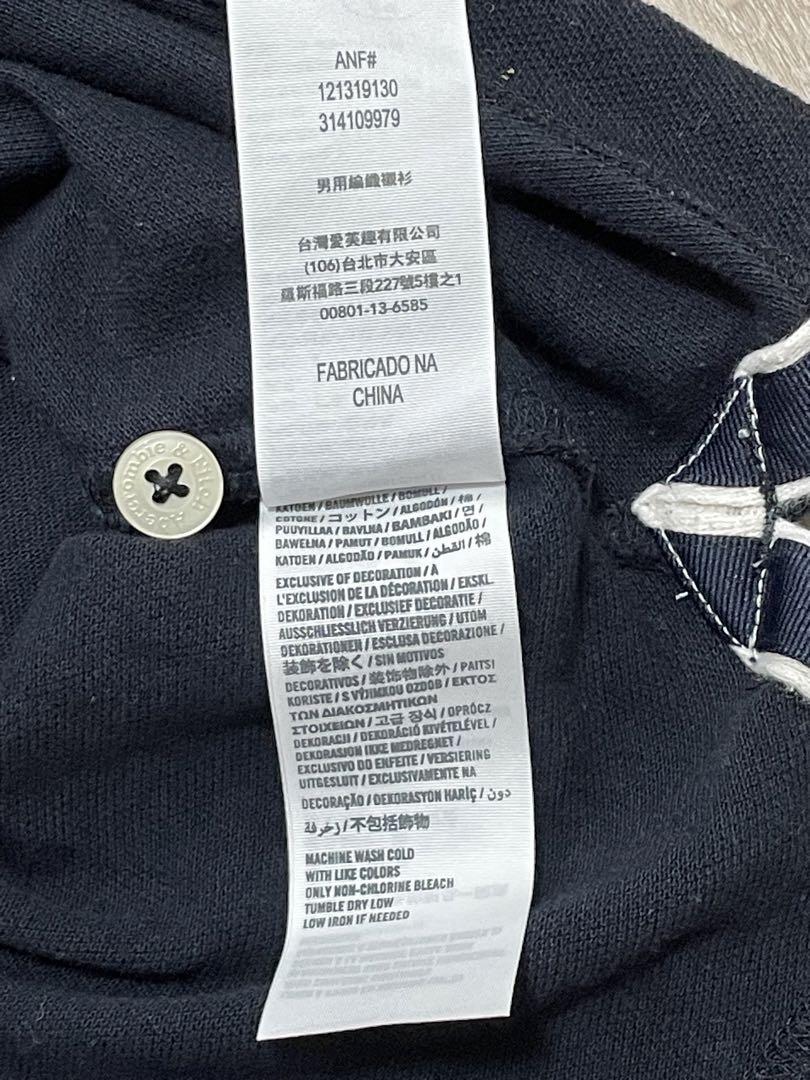 ANF#
121319130
314109979
男用編織襯衫
台灣愛芙趣有限公司
(106)台北市大安區
羅斯福路三段227號5樓之1
00801-13-6585
FABRICADO NA
CHINA
Abercrombie & Fitch
KATOEN / BAUMWOLLE / BOMULL /
COTONE / コットン / ALGODÓN / 棉 /
PUUVILLAA / BAVLNA / ΒΑΜΒΑΚΙ / 면 /
BAWEŁNA / PAMUT / BOMULL / ALGODÃO /
KATOEN / ALGODÃO / PAMUK / القطن / 棉
EXCLUSIVE OF DECORATION / A
L'EXCLUSION DE LA DÉCORATION / EKSKL.
DEKORATION / EXCLUSIEF DECORATIE /
AUSSCHLIESSLICH VERZIERUNG / UTOM
DEKORATIONEN / ESCLUSA DECORAZIONE /
装飾を除く / SIN MOTIVOS
DECORATIVOS / 装饰物除外 / PAITSI
KORISTE / S VÝJIMKOU OZDOB / ΕΚΤΟΣ
ΤΩΝ ΔΙΑΚΟΣΜΗΤΙΚΩΝ
ΣΤΟΙΧΕΙΩΝ / 고급 장식 / OPRÓCZ
DEKORACJI / DEKORÁCIÓ KIVÉTELÉVEL /
DEKORASJON IKKE MEDREGNET /
EXCLUSIVO DO ENFEITE / VERSIERING
UITGESLUIT / EXCLUSIVAMENTE NA
DECORAÇÃO / DEKORASYON HARİÇ / دون
زخرفة / 不包括飾物
MACHINE WASH COLD
WITH LIKE COLORS
ONLY NON-CHLORINE BLEACH
TUMBLE DRY LOW
LOW IRON IF NEEDED